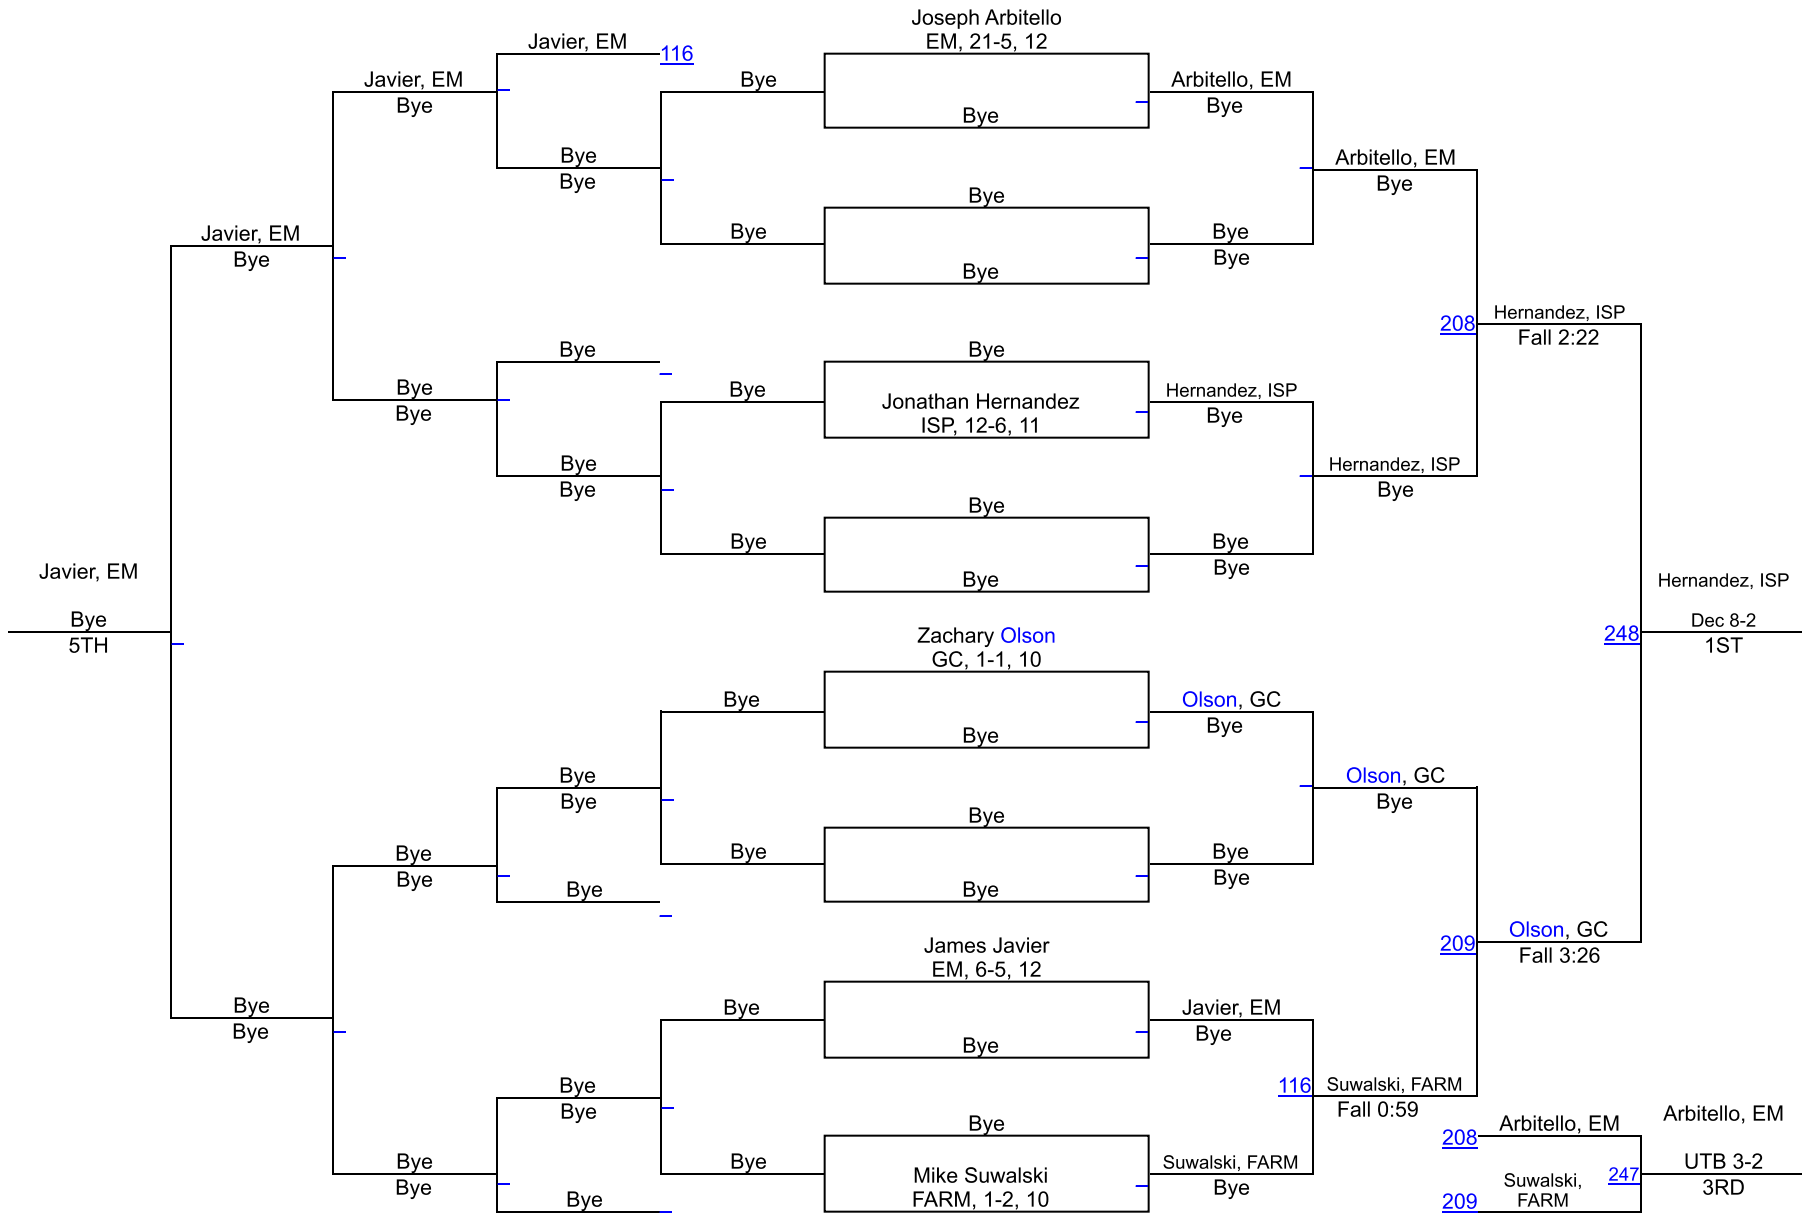 Joseph Arbitello
EM, 21-5, 12
Javier, EM
116
Javier, EM
Bye
Bye
Arbitello, EM
Bye
Bye
Bye
Bye
Arbitello, EM
Bye
Bye
Javier, EM
Bye
Bye
Bye
Bye
Bye
Bye
208
Hernandez, ISP
Fall 2:22
Bye
Bye
Bye
Bye
Bye
Jonathan Hernandez
ISP, 12-6, 11
Hernandez, ISP
Bye
Bye
Bye
Hernandez, ISP
Bye
Bye
Bye
Bye
Bye
Bye
Javier, EM
Bye
5TH
Hernandez, ISP
248
Dec 8-2
1ST
Zachary Olson
GC, 1-1, 10
Bye
Bye
Olson, GC
Bye
Bye
Bye
Olson, GC
Bye
Bye
Bye
Bye
Bye
Bye
Bye
Bye
Bye
209
Olson, GC
Fall 3:26
James Javier
EM, 6-5, 12
Bye
Bye
Bye
Bye
Javier, EM
Bye
Bye
Bye
116
Suwalski, FARM
Fall 0:59
Bye
Bye
Bye
Bye
Bye
Mike Suwalski
FARM, 1-2, 10
Suwalski, FARM
Bye
208
Arbitello, EM
Arbitello, EM
247
UTB 3-2
3RD
209
Suwalski,
FARM